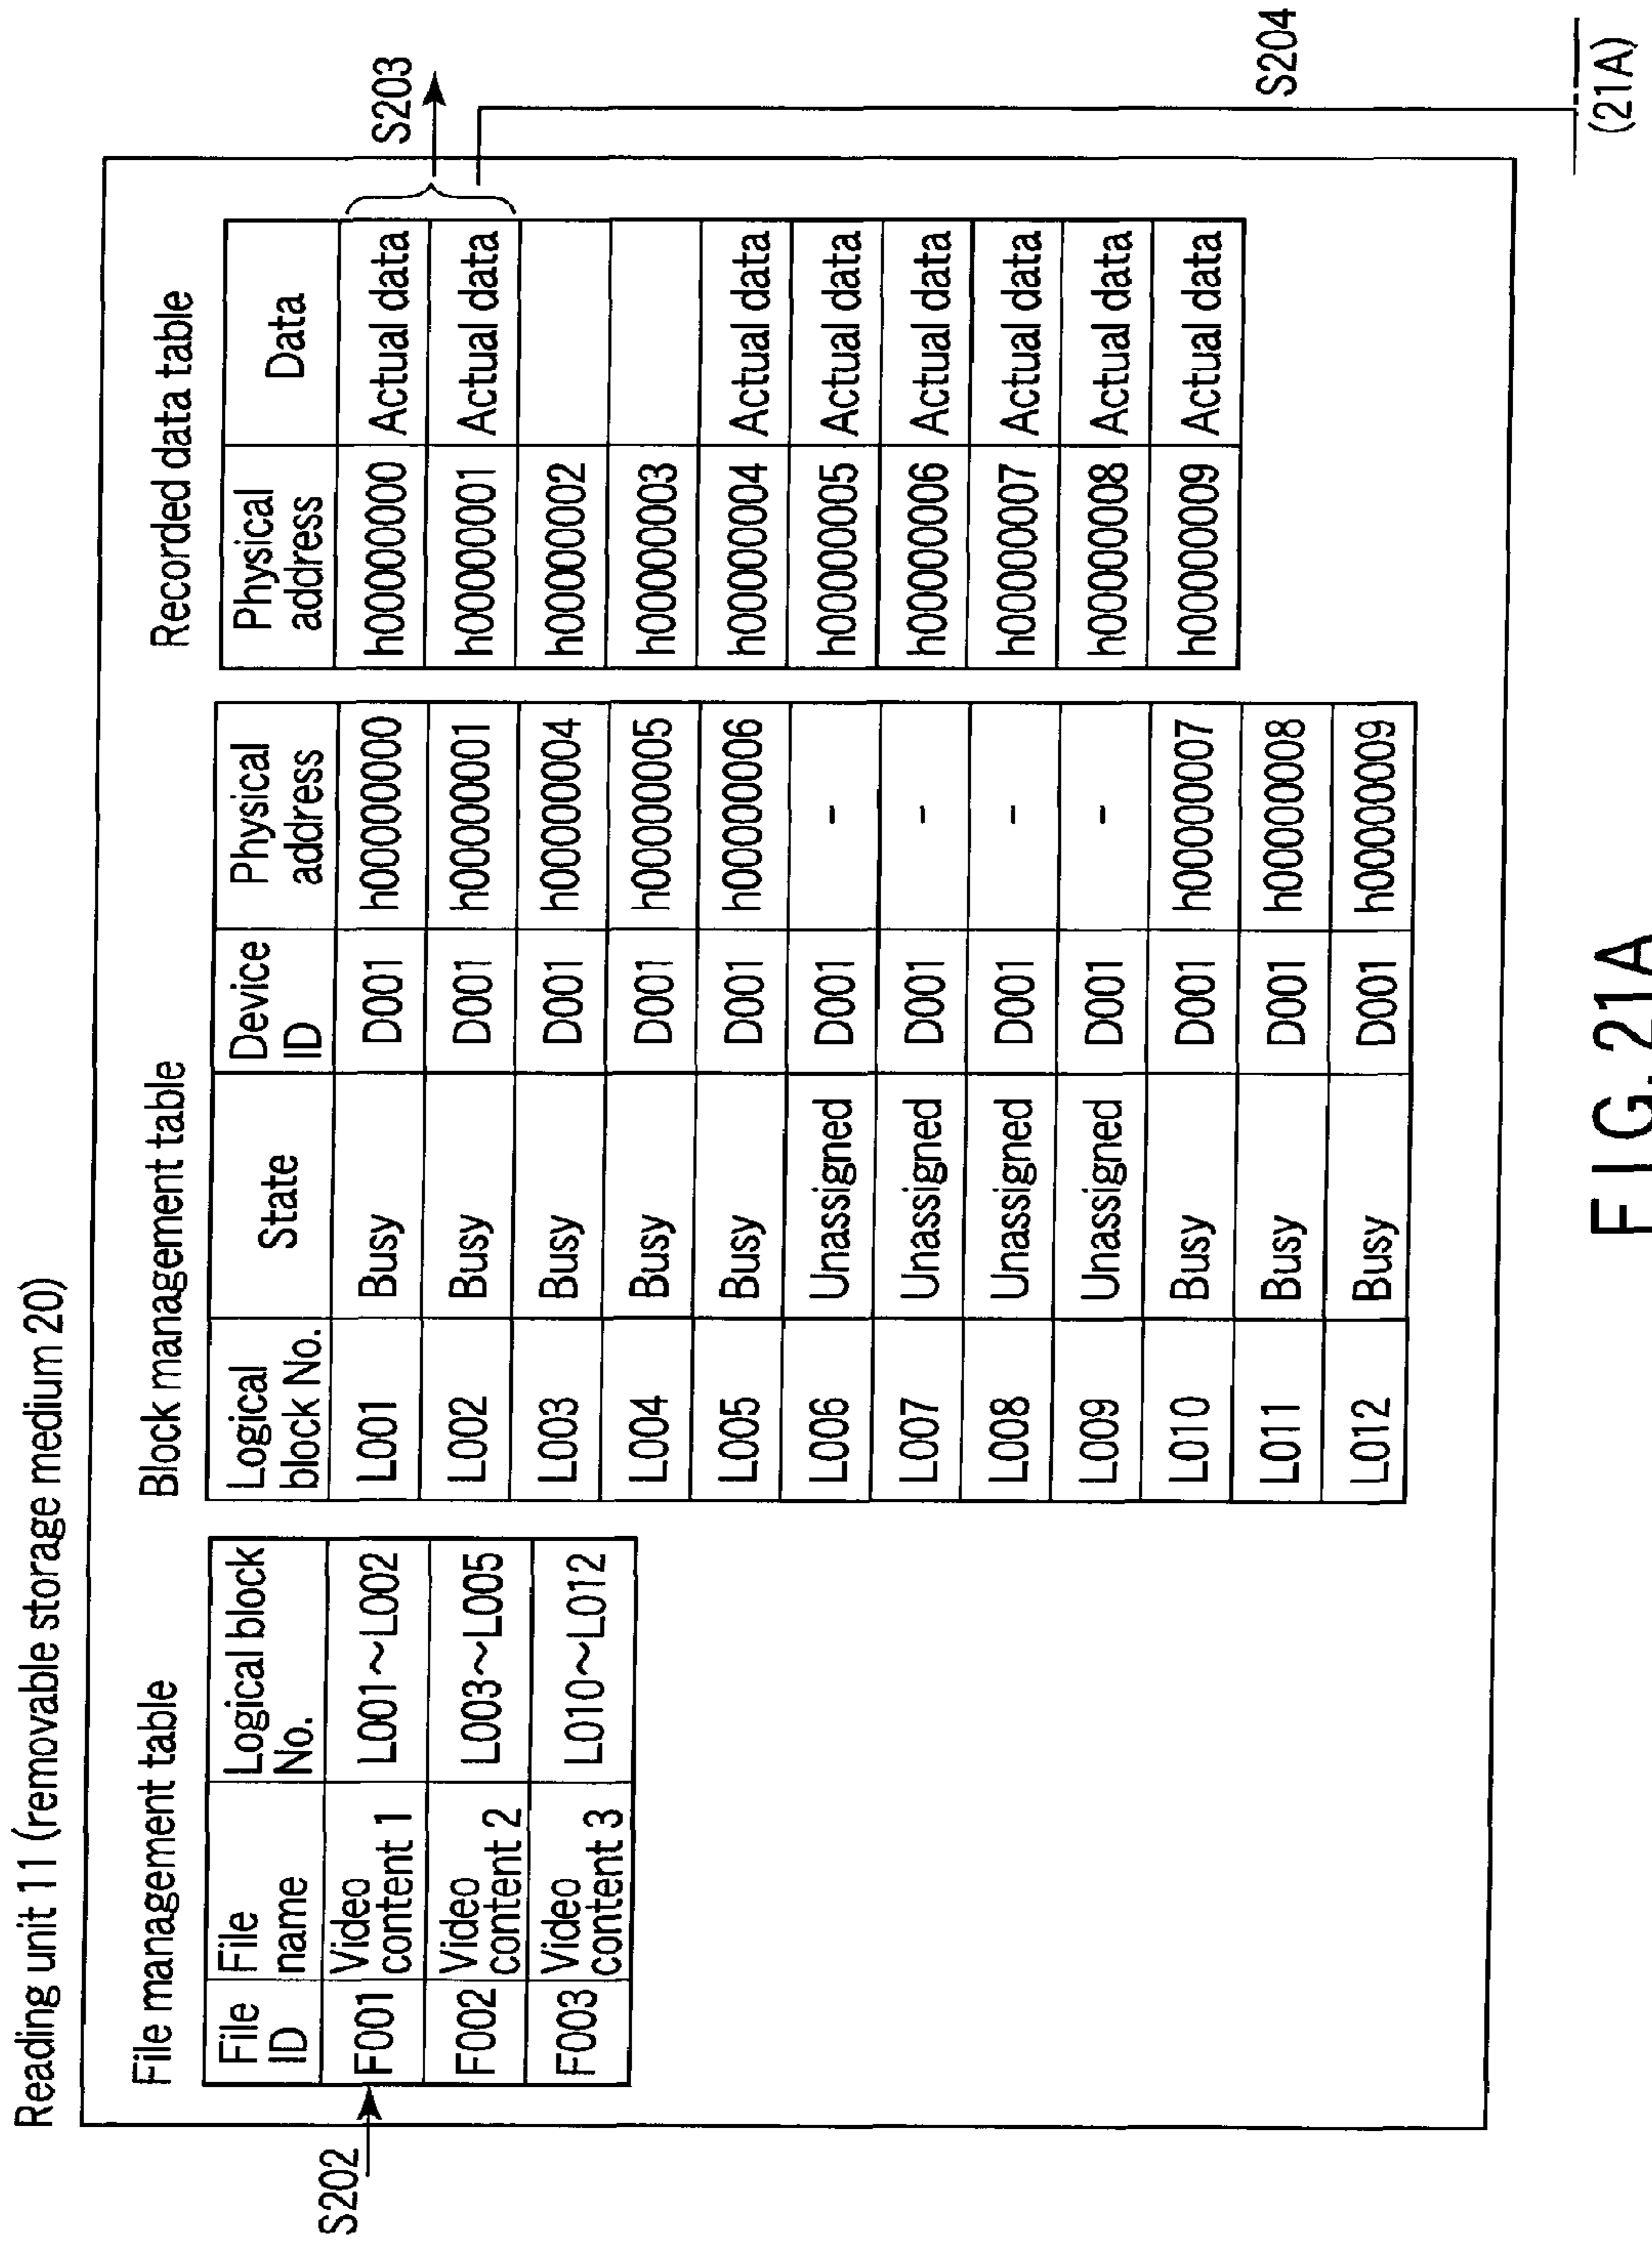 Reading unit 11 (removable storage medium 20)
File management table
File ID File name Logical block No.
F001 Video content 1 L001~L002
F002 Video content 2 L003~L005
F003 Video content 3 L010~L012
S202
Block management table
Logical block No. State Device ID Physical address
L001 Busy D001 h00000000
L002 Busy D001 h00000001
L003 Busy D001 h00000004
L004 Busy D001 h00000005
L005 Busy D001 h00000006
L006 Unassigned D001 -
L007 Unassigned D001 -
L008 Unassigned D001 -
L009 Unassigned D001 -
L010 Busy D001 h00000007
L011 Busy D001 h00000008
L012 Busy D001 h00000009
Recorded data table
Physical address Data
h00000000 Actual data
h00000001 Actual data
h00000002
h00000003
h00000004 Actual data
h00000005 Actual data
h00000006 Actual data
h00000007 Actual data
h00000008 Actual data
h00000009 Actual data
S203
S204
(21A)
FIG. 21A